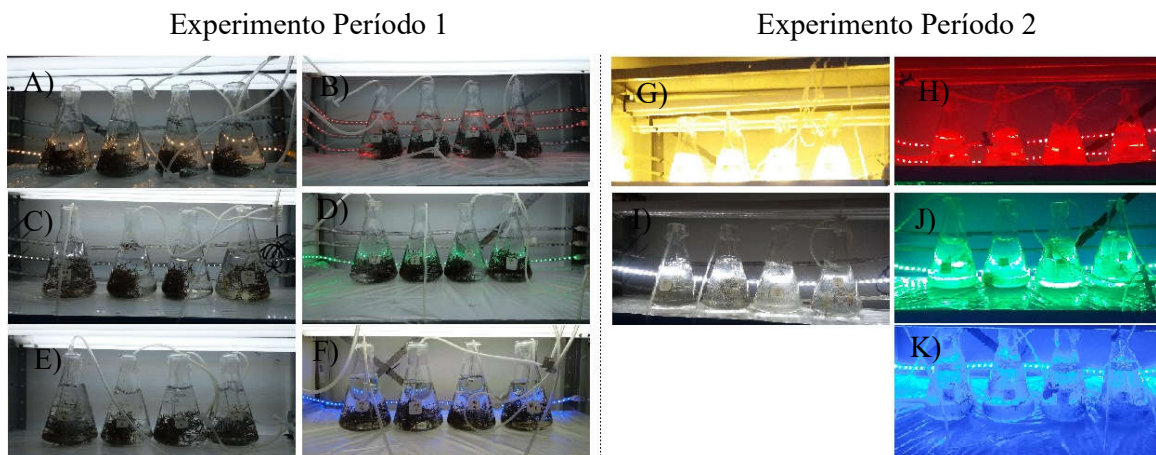 Experimento Período 1
Experimento Período 2
A)
B)
G)
H)
C)
D)
I)
J)
E)
F)
K)